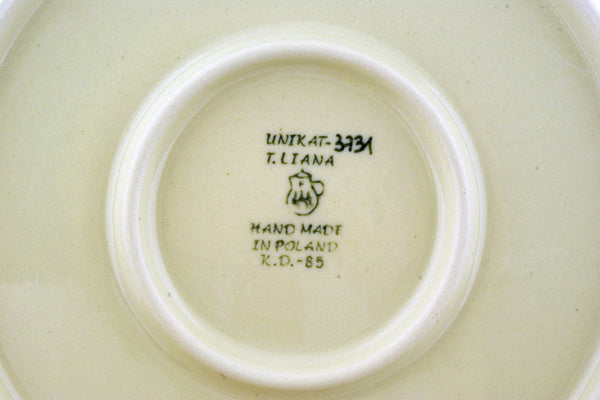 UNIKAT-3731
T. LIANA
HAND MADE
IN POLAND
K.D.-85